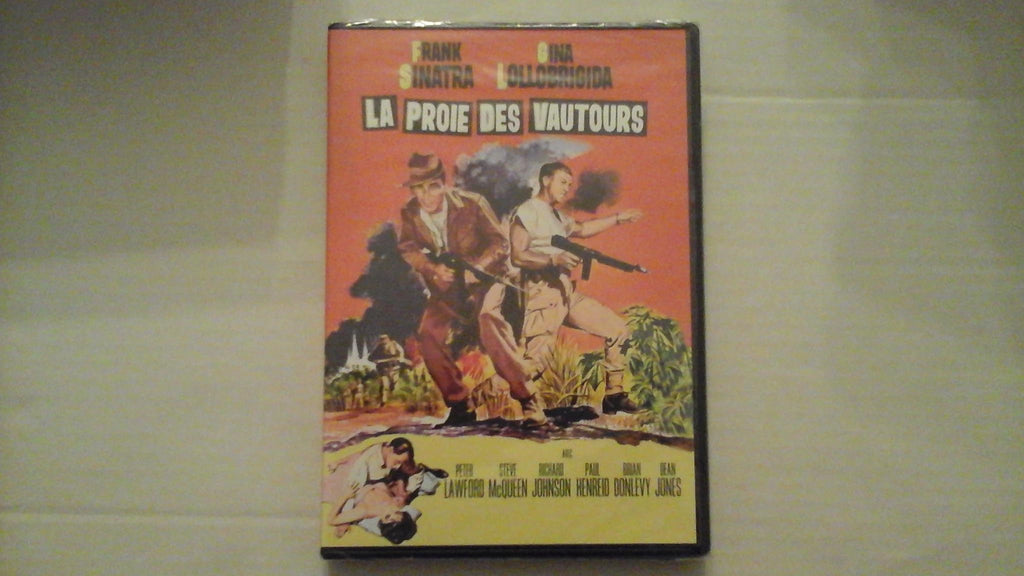 FRANK GINA
SINATRA LOLLOBRIGIDA
LA PROIE DES VAUTOURS
AVEC
PETER STEVE RICHARD PAUL BRIAN DEAN
LAWFORD McQUEEN JOHNSON HENREID DONLEVY JONES